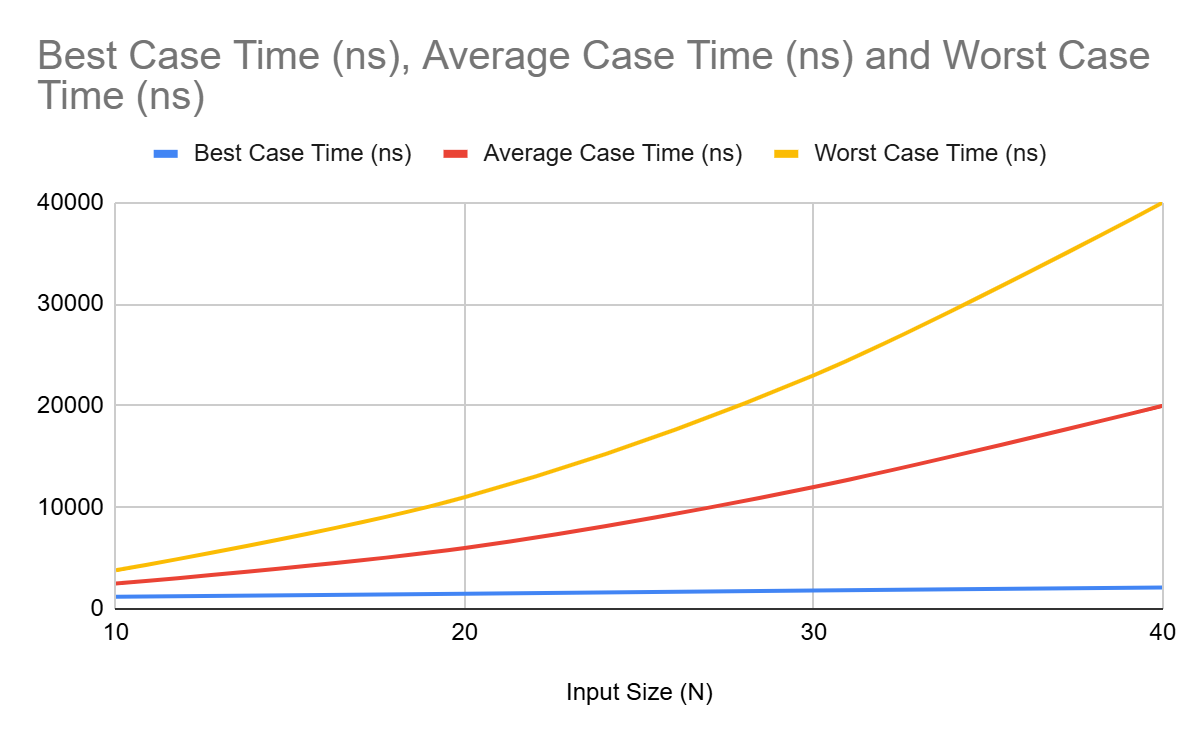 Best Case Time (ns), Average Case Time (ns) and Worst Case
Time (ns)
Best Case Time (ns) Average Case Time (ns) Worst Case Time (ns)
40000
30000
20000
10000
0
10 20 30 40
Input Size (N)